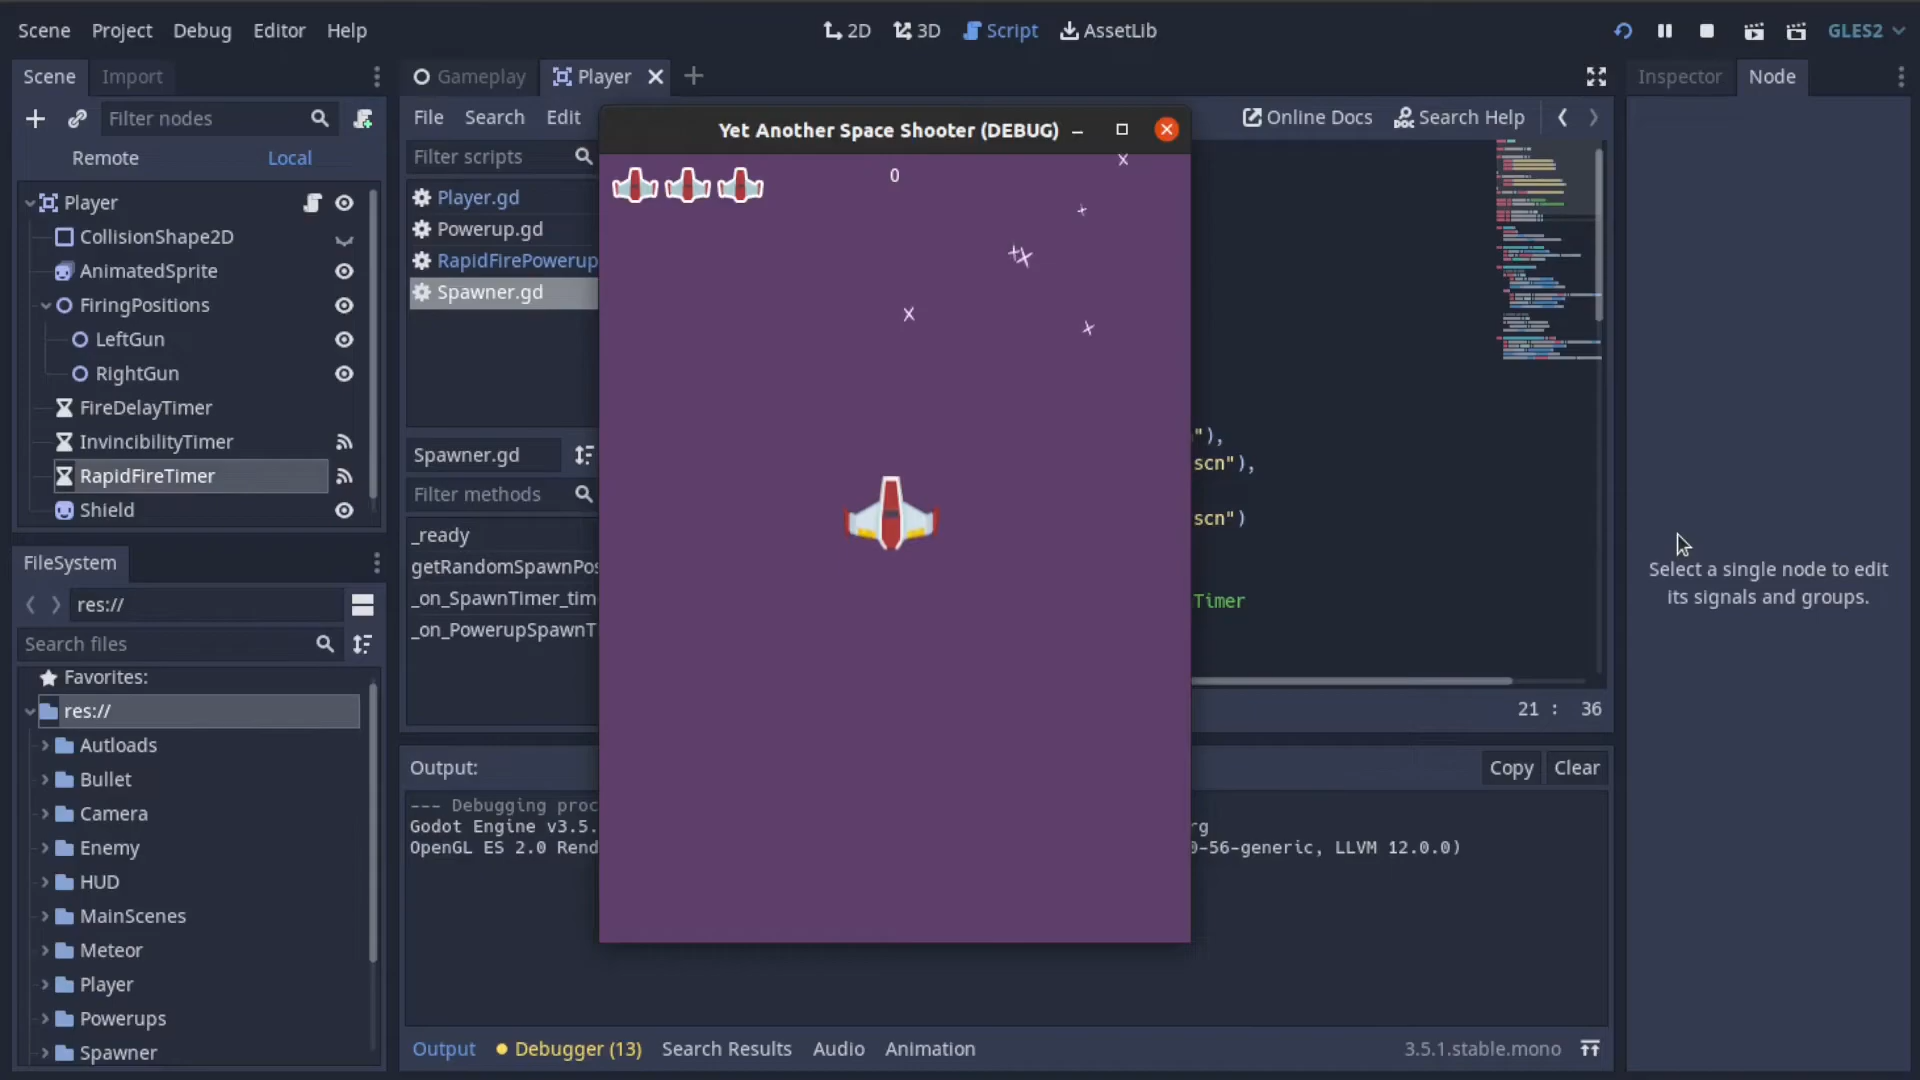 Scene Project Debug Editor Help
2D 3D Script AssetLib
GLES2
Scene Import
Filter nodes
Remote Local
Player
CollisionShape2D
AnimatedSprite
FiringPositions
LeftGun
RightGun
FireDelayTimer
InvincibilityTimer
RapidFireTimer
Shield
FileSystem
res://
Search files
Favorites:
res://
Autloads
Bullet
Camera
Enemy
HUD
MainScenes
Meteor
Player
Powerups
Spawner
Gameplay Player
File Search Edit
Online Docs Search Help
Filter scripts
Player.gd
Powerup.gd
RapidFirePowerup
Spawner.gd
Spawner.gd
Filter methods
_ready
getRandomSpawnPos
_on_SpawnTimer_tim
_on_PowerupSpawnT
Yet Another Space Shooter (DEBUG)
0
"),
scn"),
scn")
Timer
21 : 36
Output:
Copy Clear
--- Debugging proc
Godot Engine v3.5. rg
OpenGL ES 2.0 Rend 0-56-generic, LLVM 12.0.0)
Output Debugger (13) Search Results Audio Animation
3.5.1.stable.mono
Inspector Node
Select a single node to edit
its signals and groups.